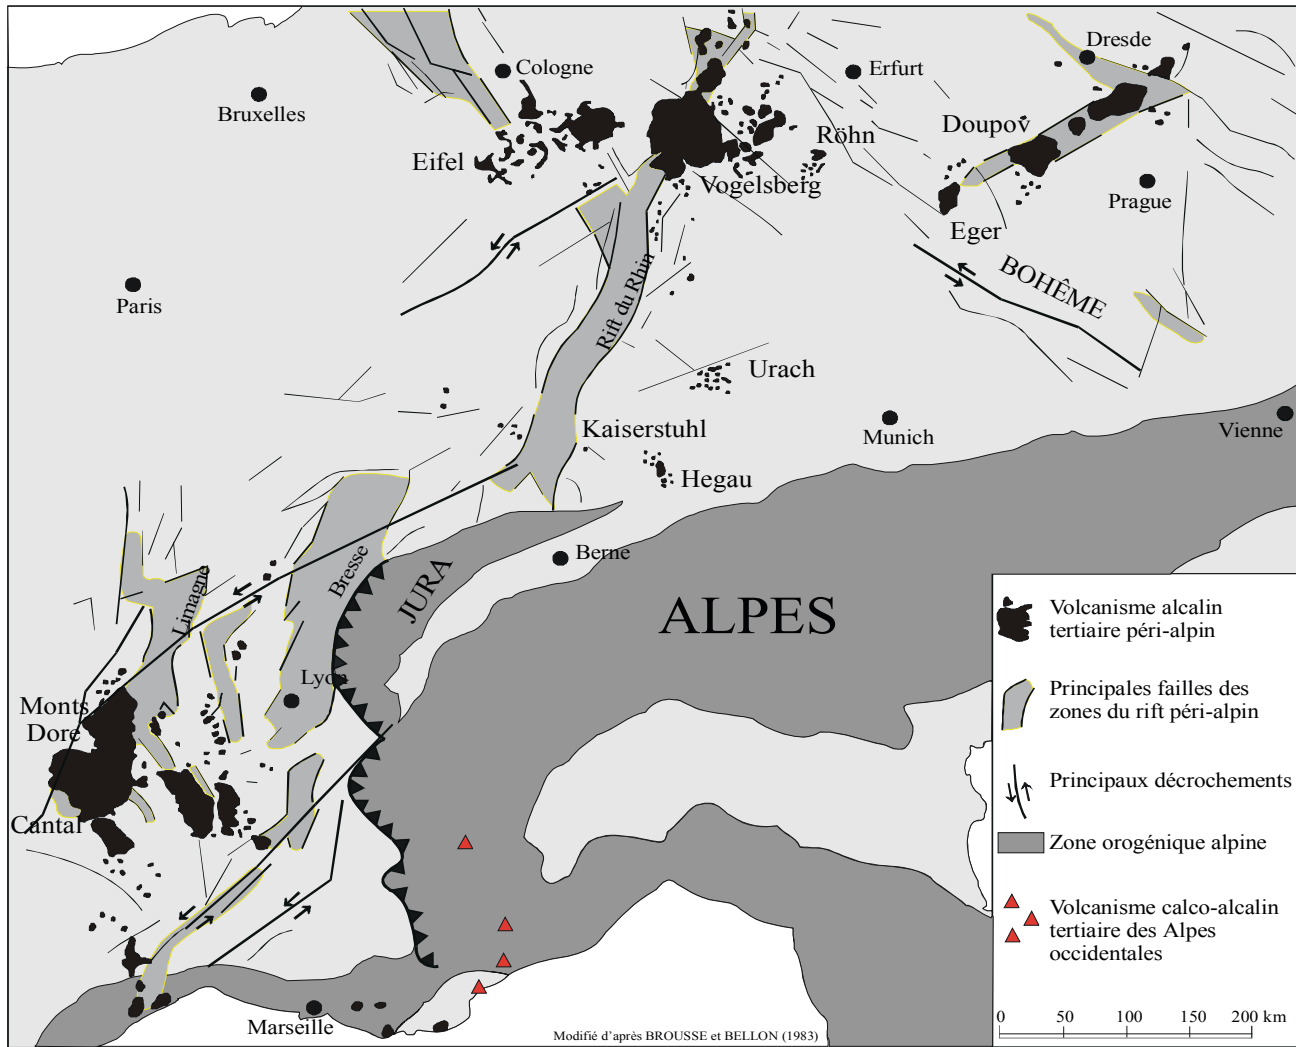 Dresde
Cologne
Erfurt
Bruxelles
Doupov
Röhn
Eifel
Vogelsberg
Prague
Eger
BOHÊME
Paris
Rift du Rhin
Urach
Kaiserstuhl
Munich
Vienne
Hegau
Berne
Bresse
JURA
Limagne
ALPES
Lyon
Monts
Dore
Cantal
Marseille
Volcanisme alcalin
tertiaire péri-alpin
Principales failles des
zones du rift péri-alpin
Principaux décrochements
Zone orogénique alpine
Volcanisme calco-alcalin
tertiaire des Alpes
occidentales
0 50 100 150 200 km
Modifié d'après BROUSSE et BELLON (1983)